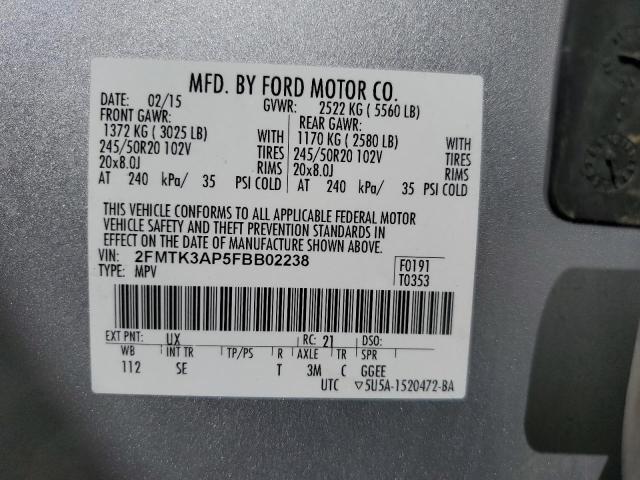 MFD. BY FORD MOTOR CO.
DATE: 02/15 GVWR: 2522 KG ( 5560 LB)
FRONT GAWR: REAR GAWR:
1372 KG ( 3025 LB) WITH 1170 KG ( 2580 LB) WITH
245/50R20 102V TIRES 245/50R20 102V TIRES
20x8.0J RIMS 20x8.0J RIMS
AT 240 kPa/ 35 PSI COLD AT 240 kPa/ 35 PSI COLD
THIS VEHICLE CONFORMS TO ALL APPLICABLE FEDERAL MOTOR
VEHICLE SAFETY AND THEFT PREVENTION STANDARDS IN
EFFECT ON THE DATE OF MANUFACTURE SHOWN ABOVE.
VIN: 2FMTK3AP5FBB02238 F0191
TYPE: MPV T0353
EXT PNT: UX RC: 21 DSO:
WB INT TR TP/PS R AXLE TR SPR
112 SE T 3M C GGEE
UTC ▽5U5A-1520472-BA